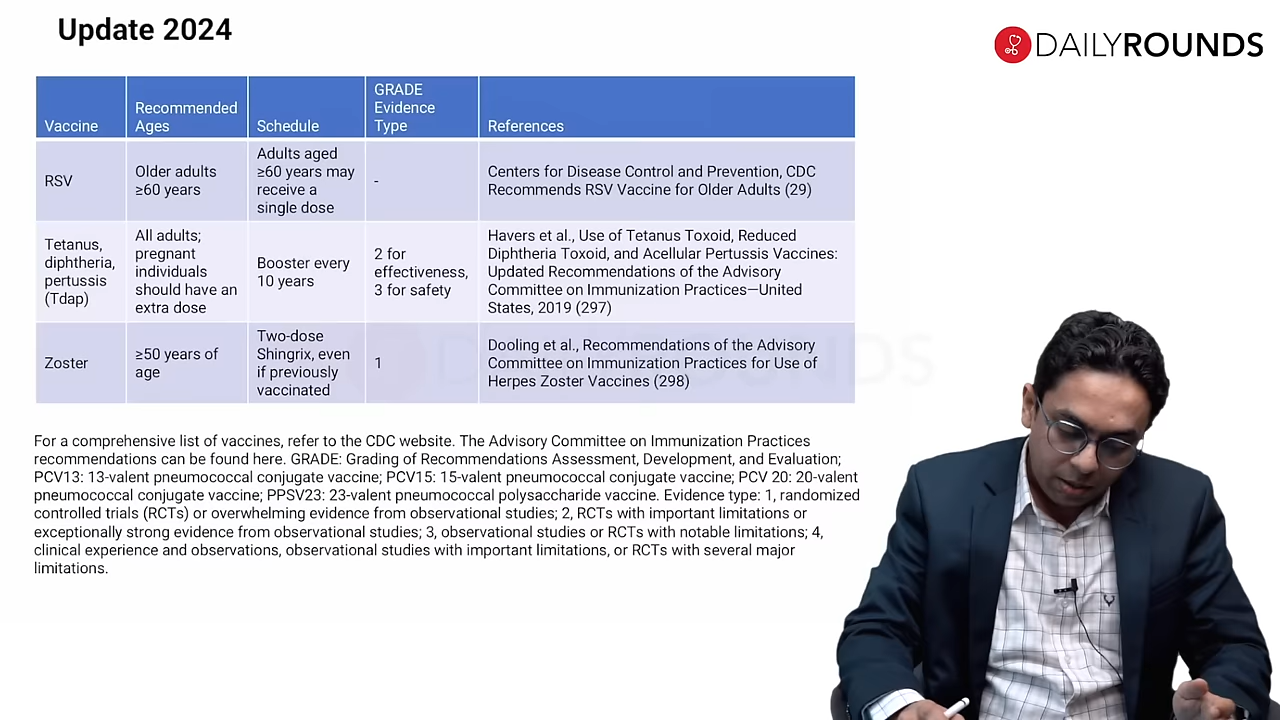 Update 2024
DAILYROUNDS
Vaccine
Recommended
Ages
Schedule
GRADE
Evidence
Type
References
RSV
Older adults
≥60 years
Adults aged
≥60 years may
receive a
single dose
-
Centers for Disease Control and Prevention, CDC
Recommends RSV Vaccine for Older Adults (29)
Tetanus,
diphtheria,
pertussis
(Tdap)
All adults;
pregnant
individuals
should have an
extra dose
Booster every
10 years
2 for
effectiveness,
3 for safety
Havers et al., Use of Tetanus Toxoid, Reduced
Diphtheria Toxoid, and Acellular Pertussis Vaccines:
Updated Recommendations of the Advisory
Committee on Immunization Practices—United
States, 2019 (297)
Zoster
≥50 years of
age
Two-dose
Shingrix, even
if previously
vaccinated
1
Dooling et al., Recommendations of the Advisory
Committee on Immunization Practices for Use of
Herpes Zoster Vaccines (298)
For a comprehensive list of vaccines, refer to the CDC website. The Advisory Committee on Immunization Practices
recommendations can be found here. GRADE: Grading of Recommendations Assessment, Development, and Evaluation;
PCV13: 13-valent pneumococcal conjugate vaccine; PCV15: 15-valent pneumococcal conjugate vaccine; PCV 20: 20-valent
pneumococcal conjugate vaccine; PPSV23: 23-valent pneumococcal polysaccharide vaccine. Evidence type: 1, randomized
controlled trials (RCTs) or overwhelming evidence from observational studies; 2, RCTs with important limitations or
exceptionally strong evidence from observational studies; 3, observational studies or RCTs with notable limitations; 4,
clinical experience and observations, observational studies with important limitations, or RCTs with several major
limitations.